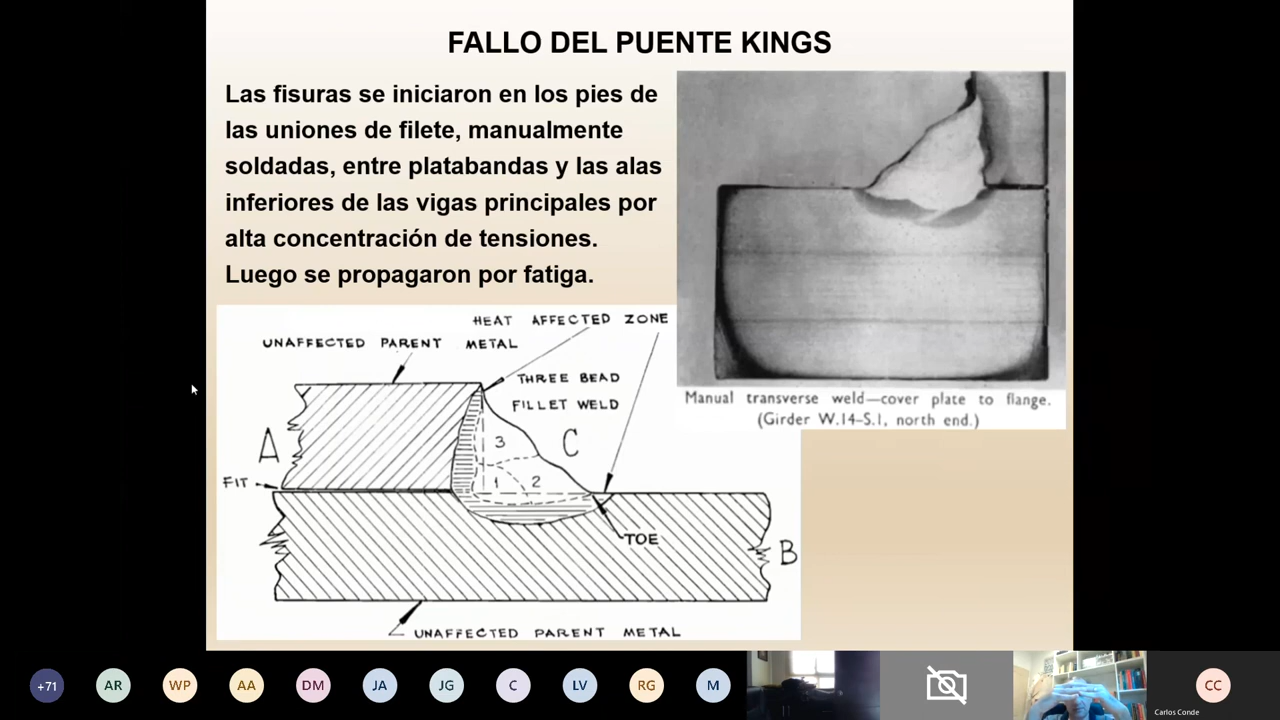 FALLO DEL PUENTE KINGS
Las fisuras se iniciaron en los pies de
las uniones de filete, manualmente
soldadas, entre platabandas y las alas
inferiores de las vigas principales por
alta concentración de tensiones.
Luego se propagaron por fatiga.
Manual transverse weld—cover plate to flange.
(Girder W.14–S.1, north end.)
HEAT AFFECTED ZONE
UNAFFECTED PARENT METAL
THREE BEAD
FILLET WELD
A
3
C
FIT
1
2
TOE
B
UNAFFECTED PARENT METAL
+71
AR
WP
AA
DM
JA
JG
C
LV
RG
M
CC
Carlos Conde